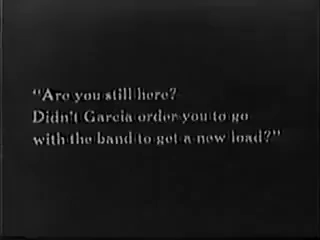 "Are you still here?
Didn't Garcia order you to go
with the band to get a new load?"